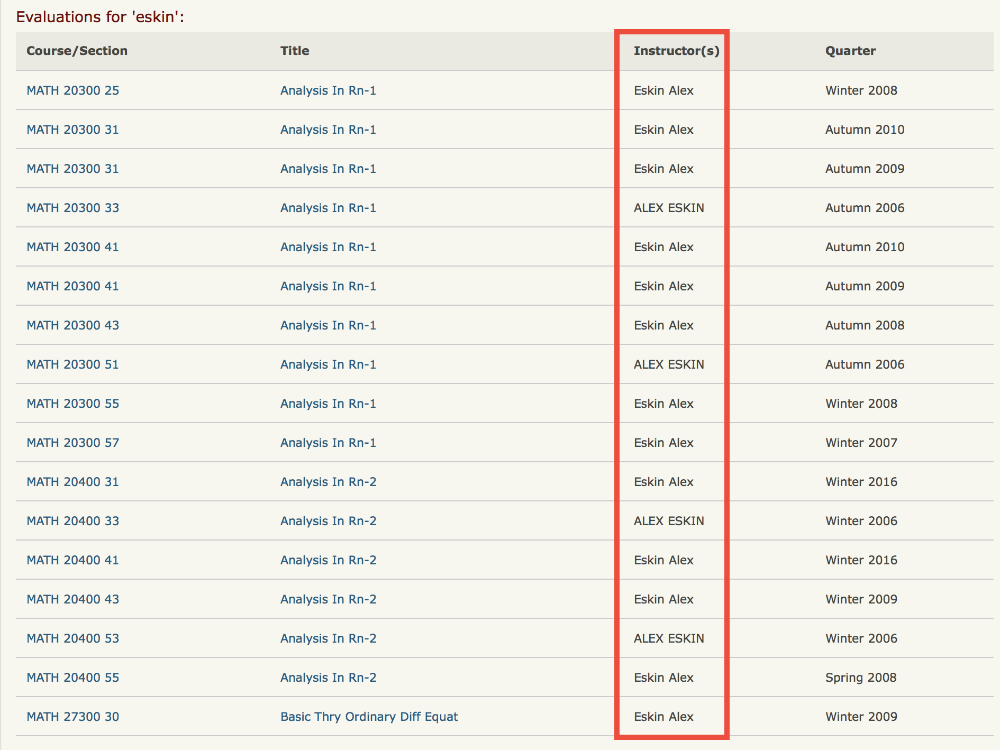 Evaluations for 'eskin':
Course/Section Title Instructor(s) Quarter
MATH 20300 25 Analysis In Rn-1 Eskin Alex Winter 2008
MATH 20300 31 Analysis In Rn-1 Eskin Alex Autumn 2010
MATH 20300 31 Analysis In Rn-1 Eskin Alex Autumn 2009
MATH 20300 33 Analysis In Rn-1 ALEX ESKIN Autumn 2006
MATH 20300 41 Analysis In Rn-1 Eskin Alex Autumn 2010
MATH 20300 41 Analysis In Rn-1 Eskin Alex Autumn 2009
MATH 20300 43 Analysis In Rn-1 Eskin Alex Autumn 2008
MATH 20300 51 Analysis In Rn-1 ALEX ESKIN Autumn 2006
MATH 20300 55 Analysis In Rn-1 Eskin Alex Winter 2008
MATH 20300 57 Analysis In Rn-1 Eskin Alex Winter 2007
MATH 20400 31 Analysis In Rn-2 Eskin Alex Winter 2016
MATH 20400 33 Analysis In Rn-2 ALEX ESKIN Winter 2006
MATH 20400 41 Analysis In Rn-2 Eskin Alex Winter 2016
MATH 20400 43 Analysis In Rn-2 Eskin Alex Winter 2009
MATH 20400 53 Analysis In Rn-2 ALEX ESKIN Winter 2006
MATH 20400 55 Analysis In Rn-2 Eskin Alex Spring 2008
MATH 27300 30 Basic Thry Ordinary Diff Equat Eskin Alex Winter 2009